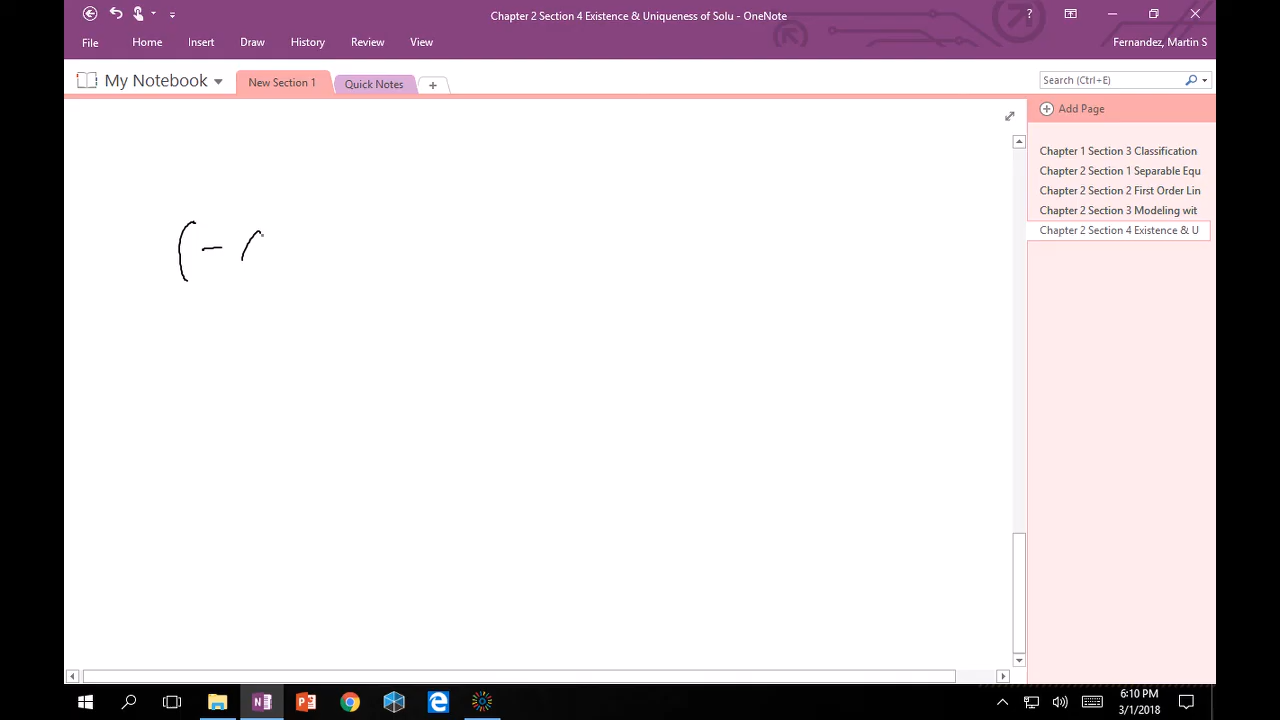 Chapter 2 Section 4 Existence & Uniqueness of Solu - OneNote
?
File Home Insert Draw History Review View
Fernandez, Martin S
My Notebook New Section 1 Quick Notes +
Search (Ctrl+E)
Add Page
Chapter 1 Section 3 Classification
Chapter 2 Section 1 Separable Equ
Chapter 2 Section 2 First Order Lin
Chapter 2 Section 3 Modeling wit
Chapter 2 Section 4 Existence & U
(-
6:10 PM
3/1/2018